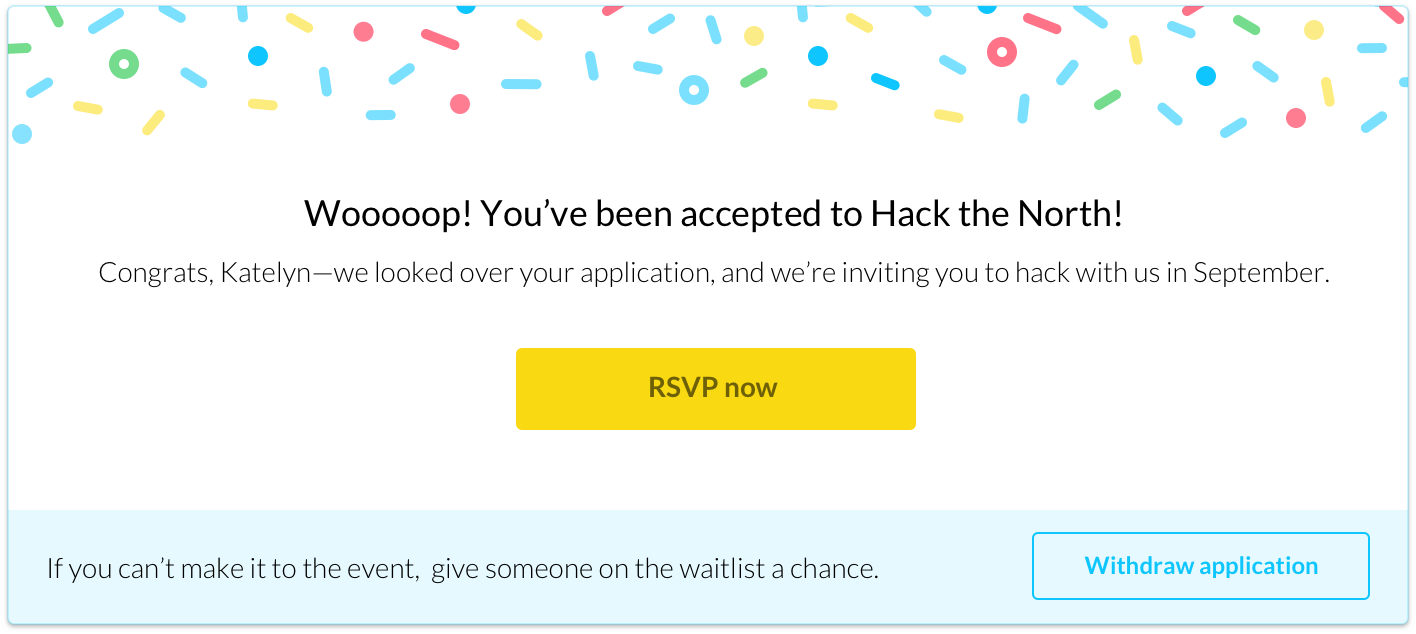 Wooooop! You’ve been accepted to Hack the North!
Congrats, Katelyn—we looked over your application, and we’re inviting you to hack with us in September.
RSVP now
If you can’t make it to the event,  give someone on the waitlist a chance.
Withdraw application